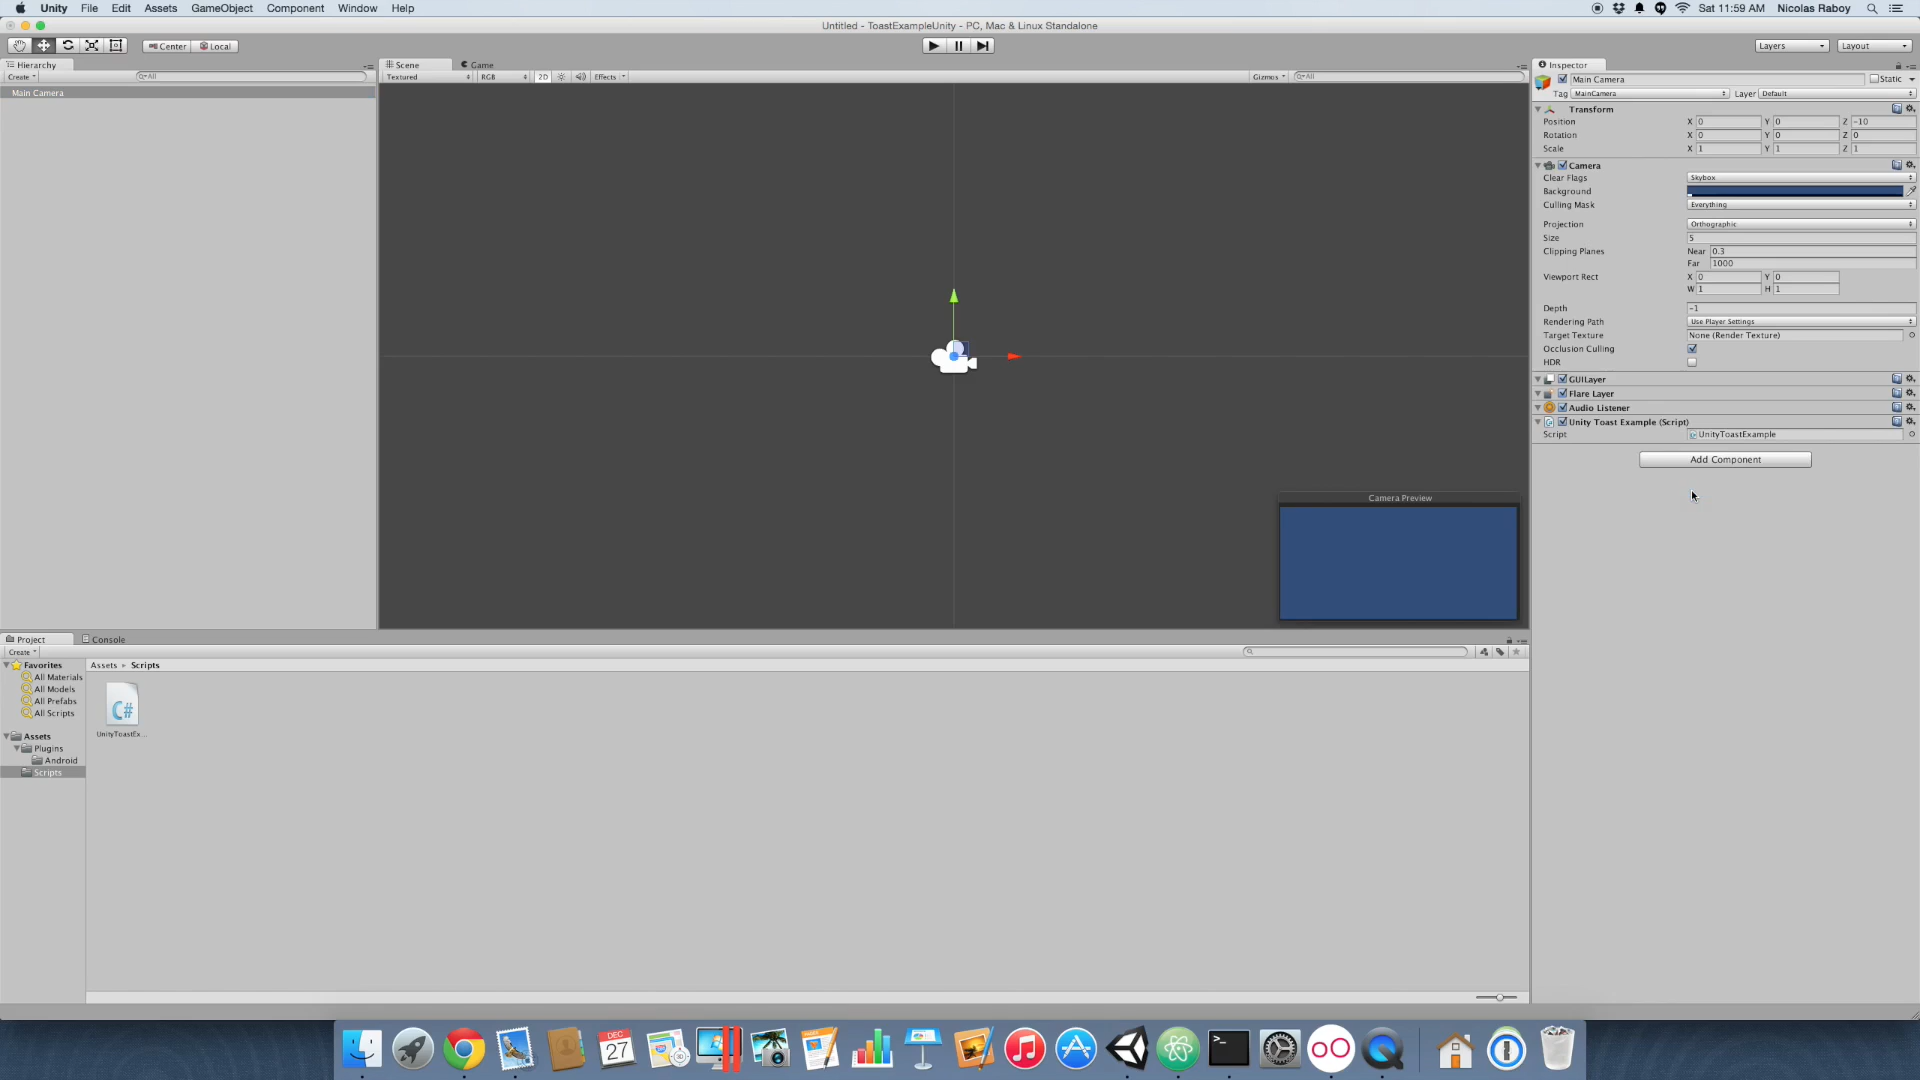 Unity File Edit Assets GameObject Component Window Help Sat 11:59 AM Nicolas Raboy
Untitled - ToastExampleUnity - PC, Mac & Linux Standalone
Center Local Layers Layout
Hierarchy
Create All
Main Camera
Scene Game
Textured RGB 2D Effects Gizmos All
Camera Preview
Inspector
Main Camera Static
Tag MainCamera Layer Default
Transform
Position X 0 Y 0 Z -10
Rotation X 0 Y 0 Z 0
Scale X 1 Y 1 Z 1
Camera
Clear Flags Skybox
Background
Culling Mask Everything
Projection Orthographic
Size 5
Clipping Planes Near 0.3
Far 1000
Viewport Rect X 0 Y 0
W 1 H 1
Depth -1
Rendering Path Use Player Settings
Target Texture None (Render Texture)
Occlusion Culling
HDR
GUILayer
Flare Layer
Audio Listener
Unity Toast Example (Script)
Script UnityToastExample
Add Component
Project Console
Create
Favorites
All Materials
All Models
All Prefabs
All Scripts
Assets
Plugins
Android
Scripts
Assets Scripts
C#
UnityToastEx...
DEC
27